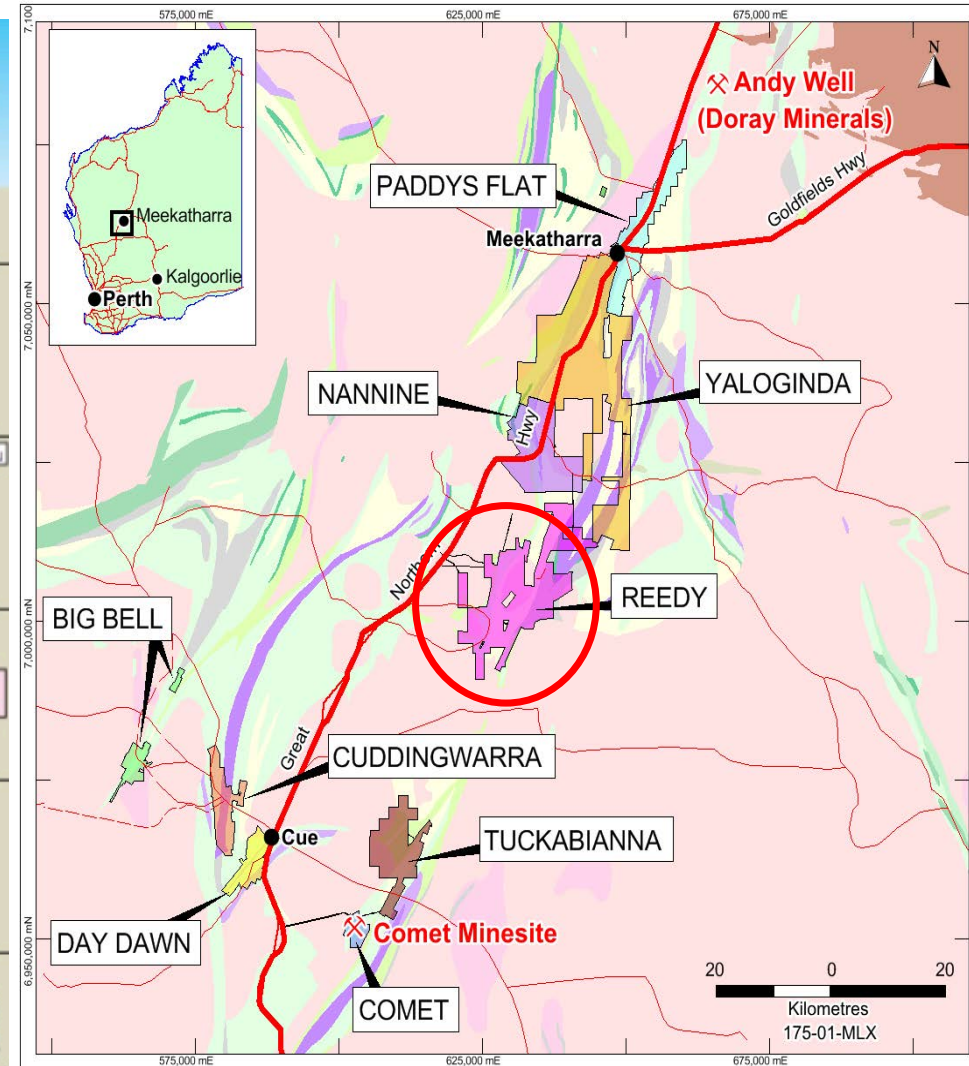 575,000 mE
625,000 mE
675,000 mE
7,100
N
Andy Well
(Doray Minerals)
PADDYS FLAT
Goldfields Hwy
Meekatharra
Meekatharra
Kalgoorlie
Perth
7,050,000 mN
NANNINE
YALOGINDA
Hwy
Northern
REEDY
BIG BELL
7,000,000 mN
Great
CUDDINGWARRA
Cue
TUCKABIANNA
DAY DAWN
Comet Minesite
6,950,000 mN
COMET
20 0 20
Kilometres
175-01-MLX
575,000 mE
625,000 mE
675,000 mE